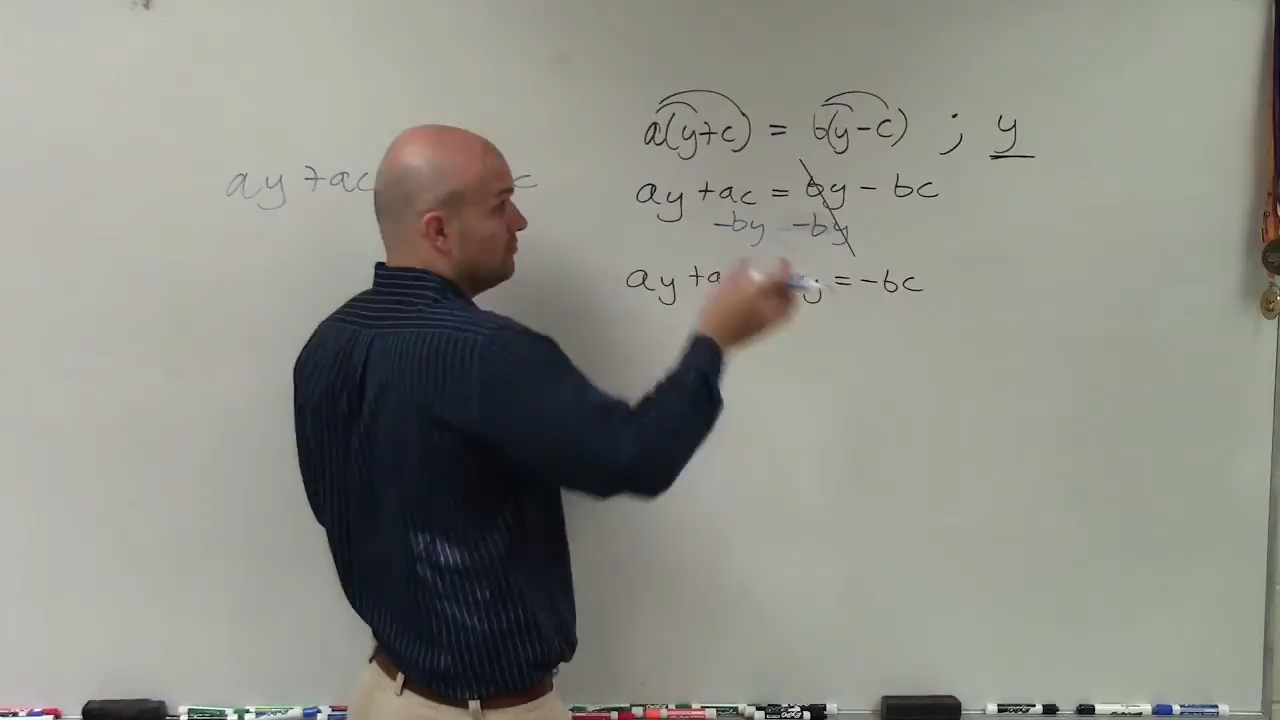 a(y+c) = b(y-c) ; y
ay +ac = by - bc
-by -by
ay +a y = -bc
ay +ac c